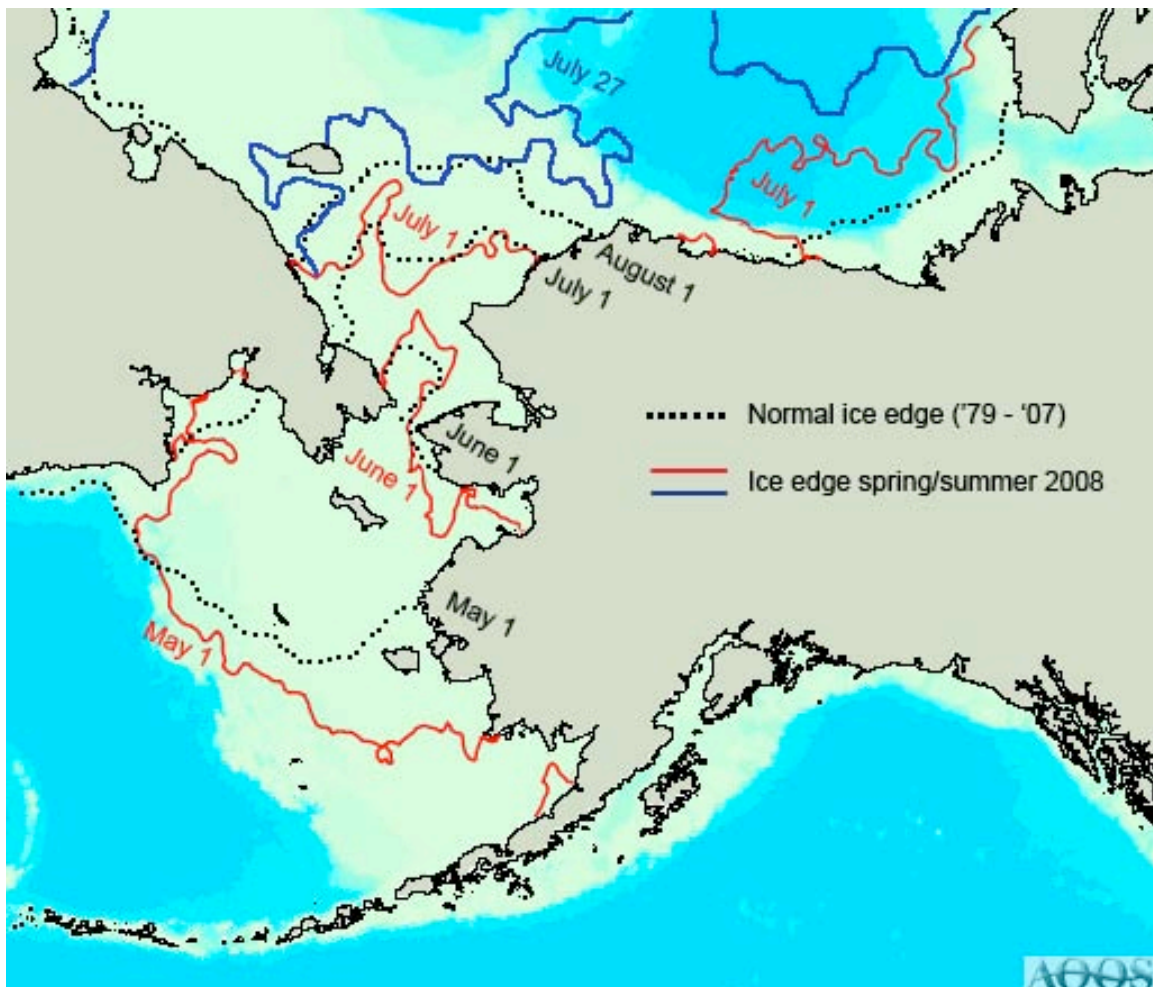 July 27
July 1
July 1
August 1
July 1
Normal ice edge ('79 - '07)
June 1
June 1
Ice edge spring/summer 2008
May 1
May 1
AOOS